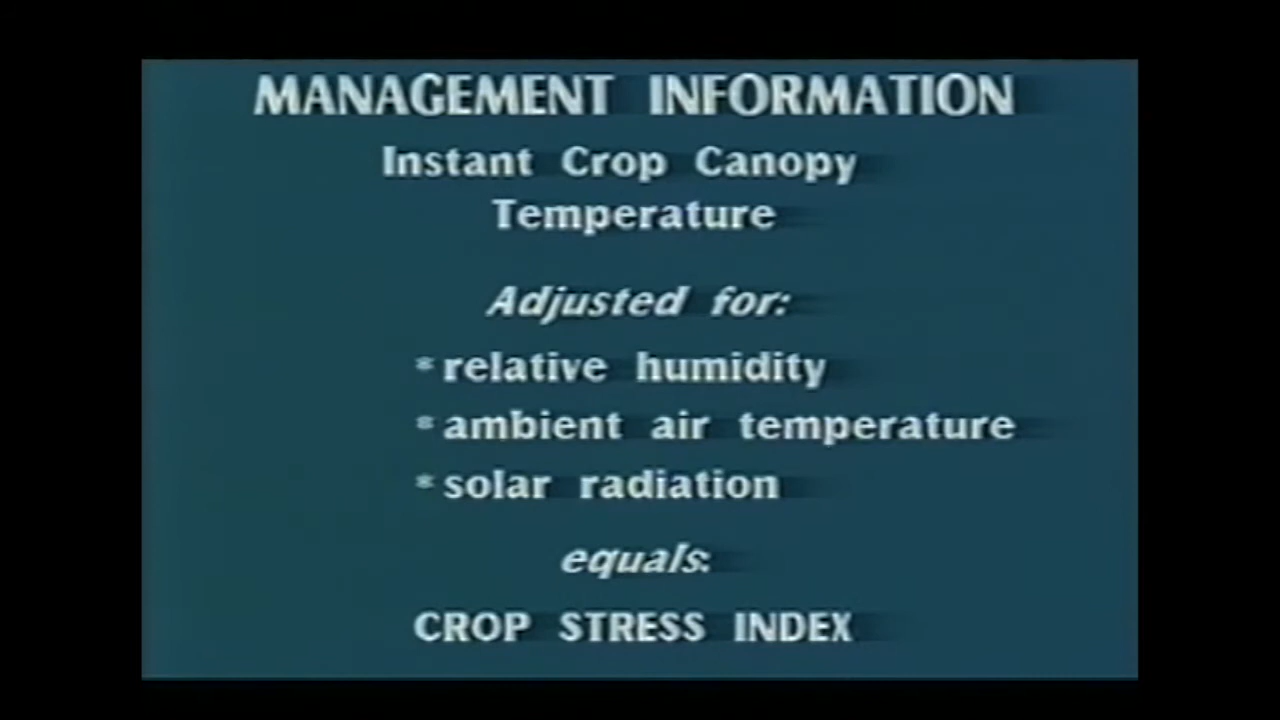 MANAGEMENT INFORMATION
Instant Crop Canopy
Temperature
Adjusted for:
*relative humidity
*ambient air temperature
*solar radiation
equals:
CROP STRESS INDEX